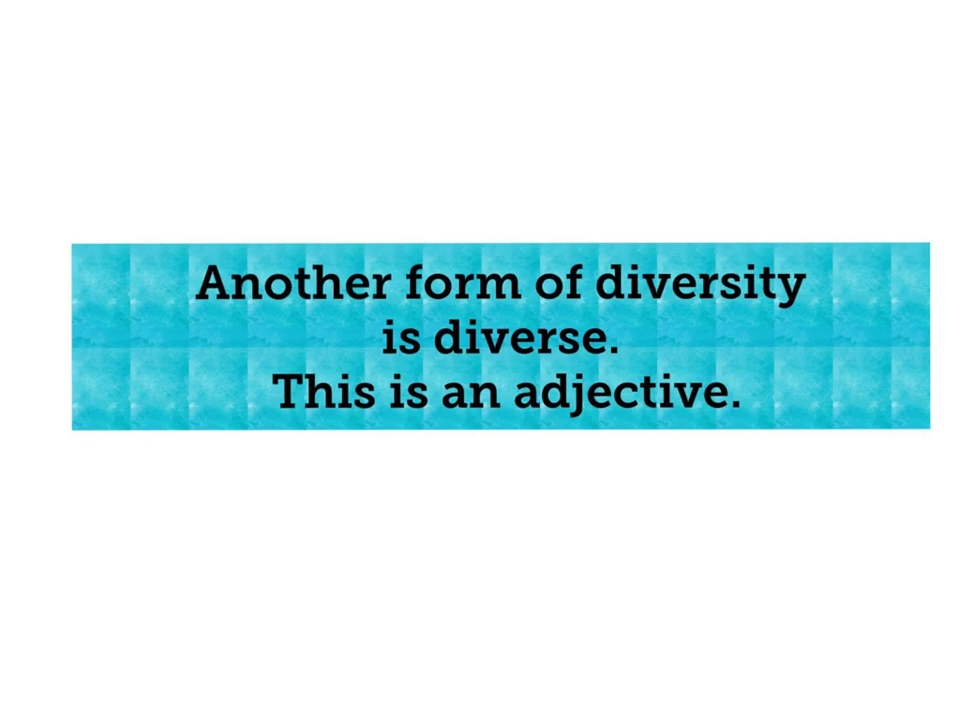 Another form of diversity
is diverse.
This is an adjective.